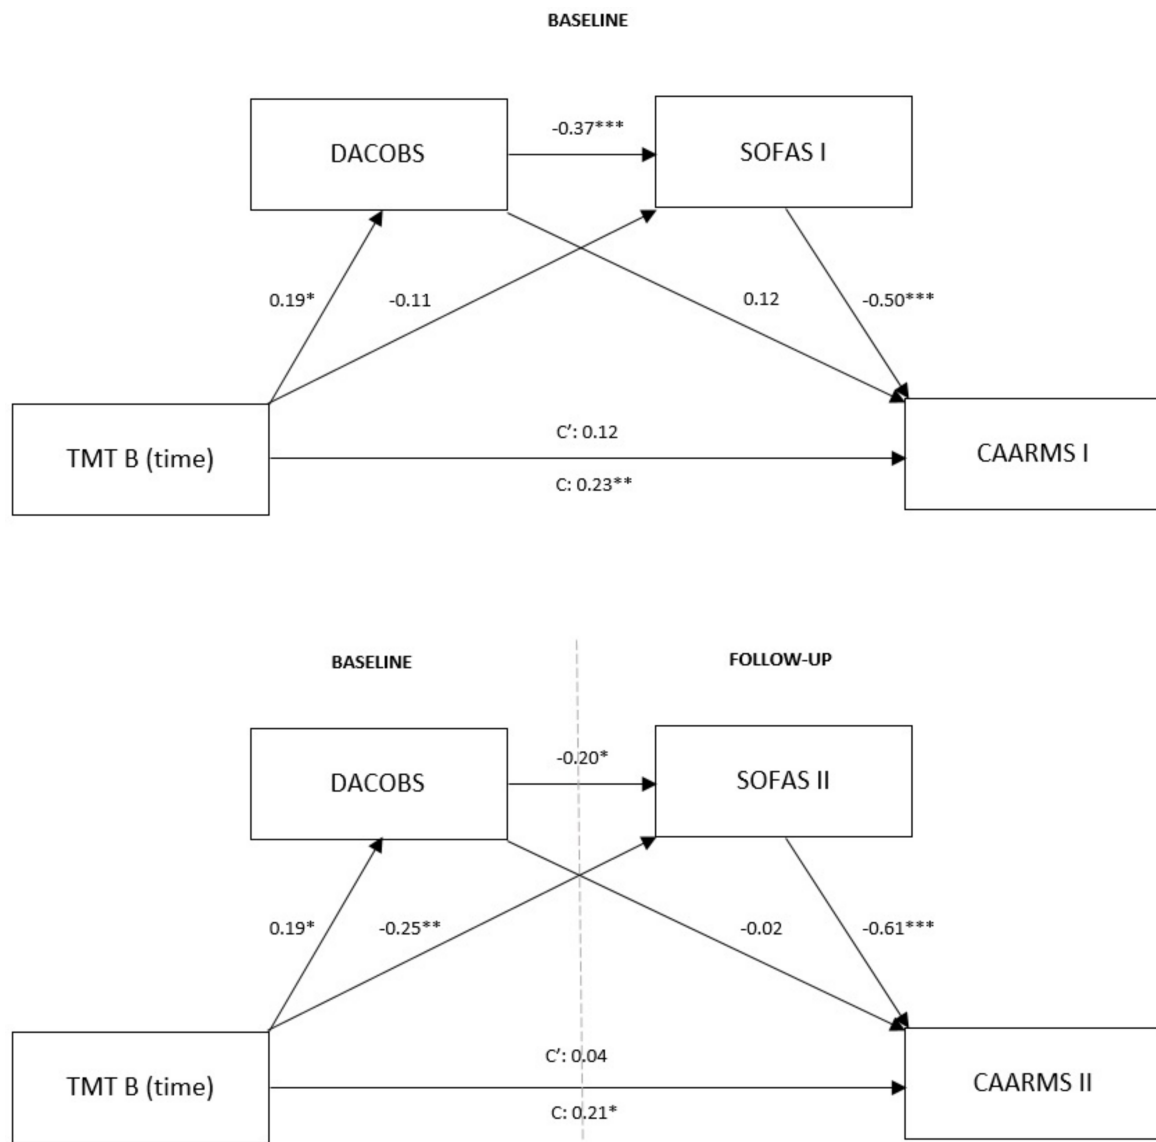 BASELINE
DACOBS
-0.37***
SOFAS I
0.19*
-0.11
0.12
-0.50***
TMT B (time)
C': 0.12
C: 0.23**
CAARMS I
BASELINE
FOLLOW-UP
DACOBS
-0.20*
SOFAS II
0.19*
-0.25**
-0.02
-0.61***
TMT B (time)
C': 0.04
C: 0.21*
CAARMS II